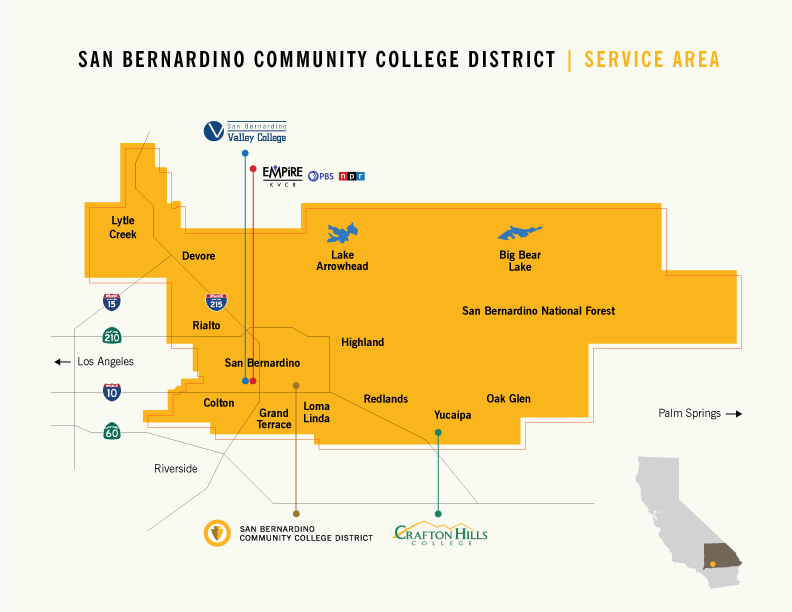 SAN BERNARDINO COMMUNITY COLLEGE DISTRICT | SERVICE AREA
San Bernardino
Valley College
EMPIRE
KVCR
PBS
npr
Lytle
Creek
Devore
Lake
Arrowhead
Big Bear
Lake
15
215
San Bernardino National Forest
Rialto
210
Highland
Los Angeles
San Bernardino
10
Colton
Grand
Terrace
Loma
Linda
Redlands
Oak Glen
Yucaipa
Palm Springs
60
Riverside
SAN BERNARDINO
COMMUNITY COLLEGE DISTRICT
CRAFTON HILLS
COLLEGE